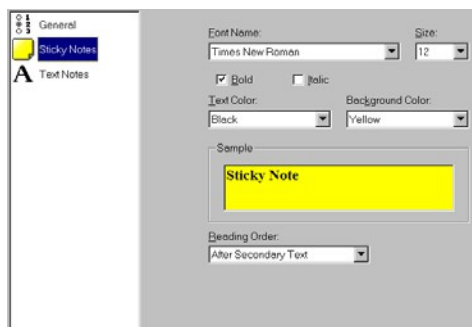 General
Sticky Notes
A Text Notes
Font Name:
Size:
Times New Roman
12
Bold
Italic
Text Color:
Background Color:
Black
Yellow
Sample
Sticky Note
Reading Order:
After Secondary Text